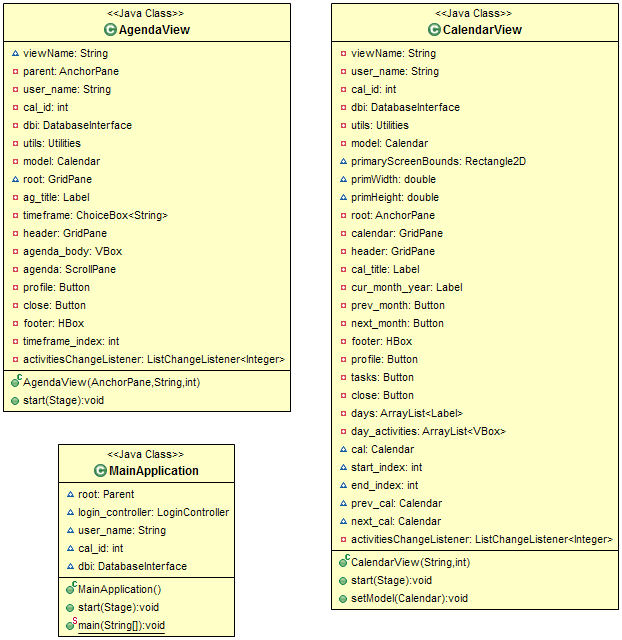 <<Java Class>>
AgendaView
viewName: String
parent: AnchorPane
user_name: String
cal_id: int
dbi: DatabaseInterface
utils: Utilities
model: Calendar
root: GridPane
ag_title: Label
timeframe: ChoiceBox<String>
header: GridPane
agenda_body: VBox
agenda: ScrollPane
profile: Button
close: Button
footer: HBox
timeframe_index: int
activitiesChangeListener: ListChangeListener<Integer>
AgendaView(AnchorPane,String,int)
start(Stage):void
<<Java Class>>
MainApplication
root: Parent
login_controller: LoginController
user_name: String
cal_id: int
dbi: DatabaseInterface
MainApplication()
start(Stage):void
main(String[]):void
<<Java Class>>
CalendarView
viewName: String
user_name: String
cal_id: int
dbi: DatabaseInterface
utils: Utilities
model: Calendar
primaryScreenBounds: Rectangle2D
primWidth: double
primHeight: double
root: AnchorPane
calendar: GridPane
header: GridPane
cal_title: Label
cur_month_year: Label
prev_month: Button
next_month: Button
footer: HBox
profile: Button
tasks: Button
close: Button
days: ArrayList<Label>
day_activities: ArrayList<VBox>
cal: Calendar
start_index: int
end_index: int
prev_cal: Calendar
next_cal: Calendar
activitiesChangeListener: ListChangeListener<Integer>
CalendarView(String,int)
start(Stage):void
setModel(Calendar):void